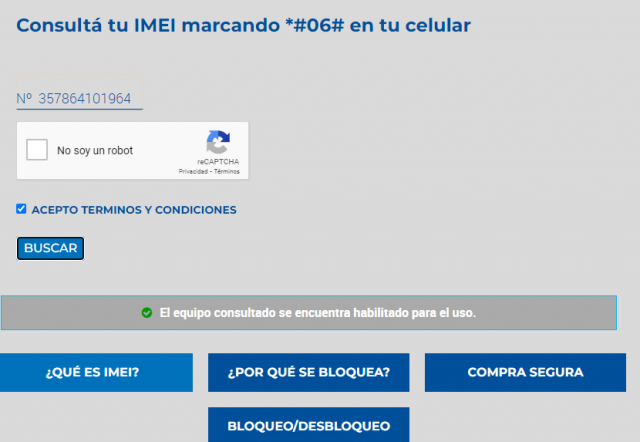 Consultá tu IMEI marcando *#06# en tu celular
Nº 357864101964
No soy un robot
reCAPTCHA
Privacidad - Términos
ACEPTO TERMINOS Y CONDICIONES
BUSCAR
El equipo consultado se encuentra habilitado para el uso.
¿QUÉ ES IMEI?
¿POR QUÉ SE BLOQUEA?
COMPRA SEGURA
BLOQUEO/DESBLOQUEO